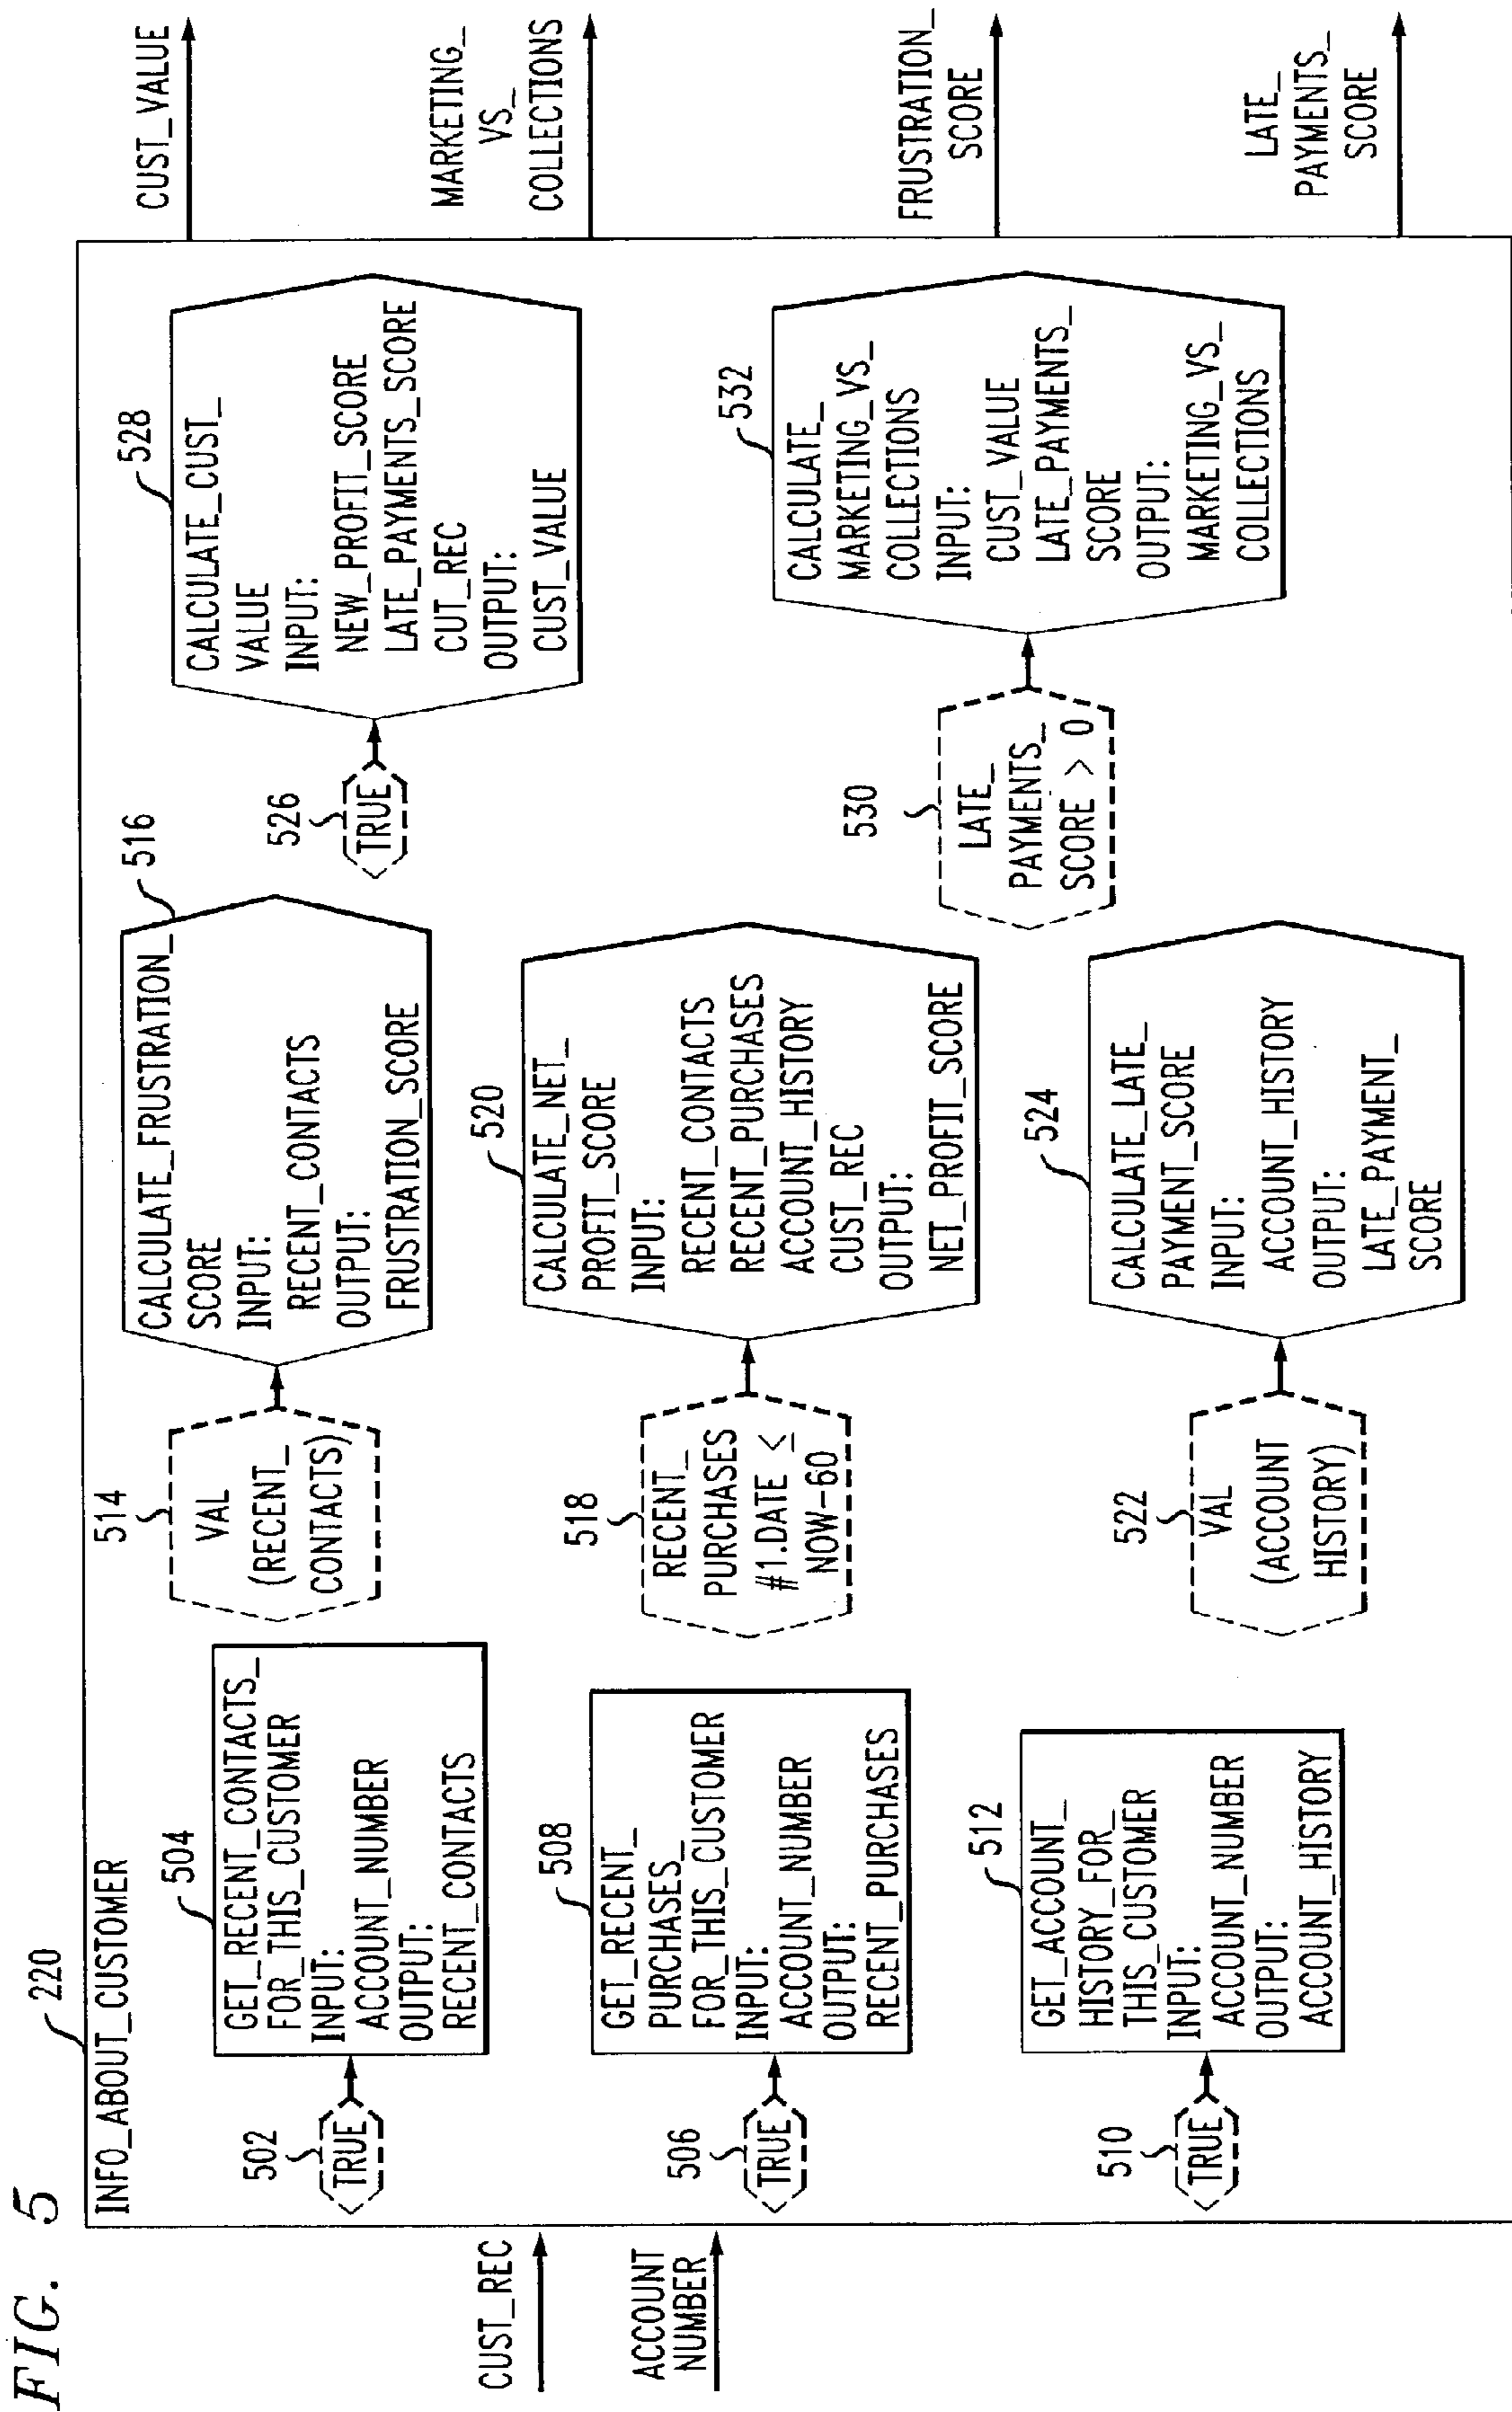 FIG. 5
220
INFO_ABOUT_CUSTOMER
CUST_REC
ACCOUNT
NUMBER
502
TRUE
504
GET_RECENT_CONTACTS_
FOR_THIS_CUSTOMER
INPUT:
ACCOUNT_NUMBER
OUTPUT:
RECENT_CONTACTS
506
TRUE
508
GET_RECENT_
PURCHASES_
FOR_THIS_CUSTOMER
INPUT:
ACCOUNT_NUMBER
OUTPUT:
RECENT_PURCHASES
510
TRUE
512
GET_ACCOUNT_
HISTORY_FOR_
THIS_CUSTOMER
INPUT:
ACCOUNT_NUMBER
OUTPUT:
ACCOUNT_HISTORY
514
VAL
(RECENT_
CONTACTS)
516
CALCULATE_FRUSTRATION_
SCORE
INPUT:
RECENT_CONTACTS
OUTPUT:
FRUSTRATION_SCORE
518
RECENT_
PURCHASES
#1.DATE ≤
NOW-60
520
CALCULATE_NET_
PROFIT_SCORE
INPUT:
RECENT_CONTACTS
RECENT_PURCHASES
ACCOUNT_HISTORY
CUST_REC
OUTPUT:
NET_PROFIT_SCORE
522
VAL
(ACCOUNT
HISTORY)
524
CALCULATE_LATE_
PAYMENT_SCORE
INPUT:
ACCOUNT_HISTORY
OUTPUT:
LATE_PAYMENT_
SCORE
526
TRUE
528
CALCULATE_CUST_
VALUE
INPUT:
NEW_PROFIT_SCORE
LATE_PAYMENTS_SCORE
CUT_REC
OUTPUT:
CUST_VALUE
530
LATE_
PAYMENTS_
SCORE > 0
532
CALCULATE_
MARKETING_VS_
COLLECTIONS
INPUT:
CUST_VALUE
LATE_PAYMENTS_
SCORE
OUTPUT:
MARKETING_VS_
COLLECTIONS
CUST_VALUE
MARKETING_
VS_
COLLECTIONS
FRUSTRATION_
SCORE
LATE_
PAYMENTS_
SCORE